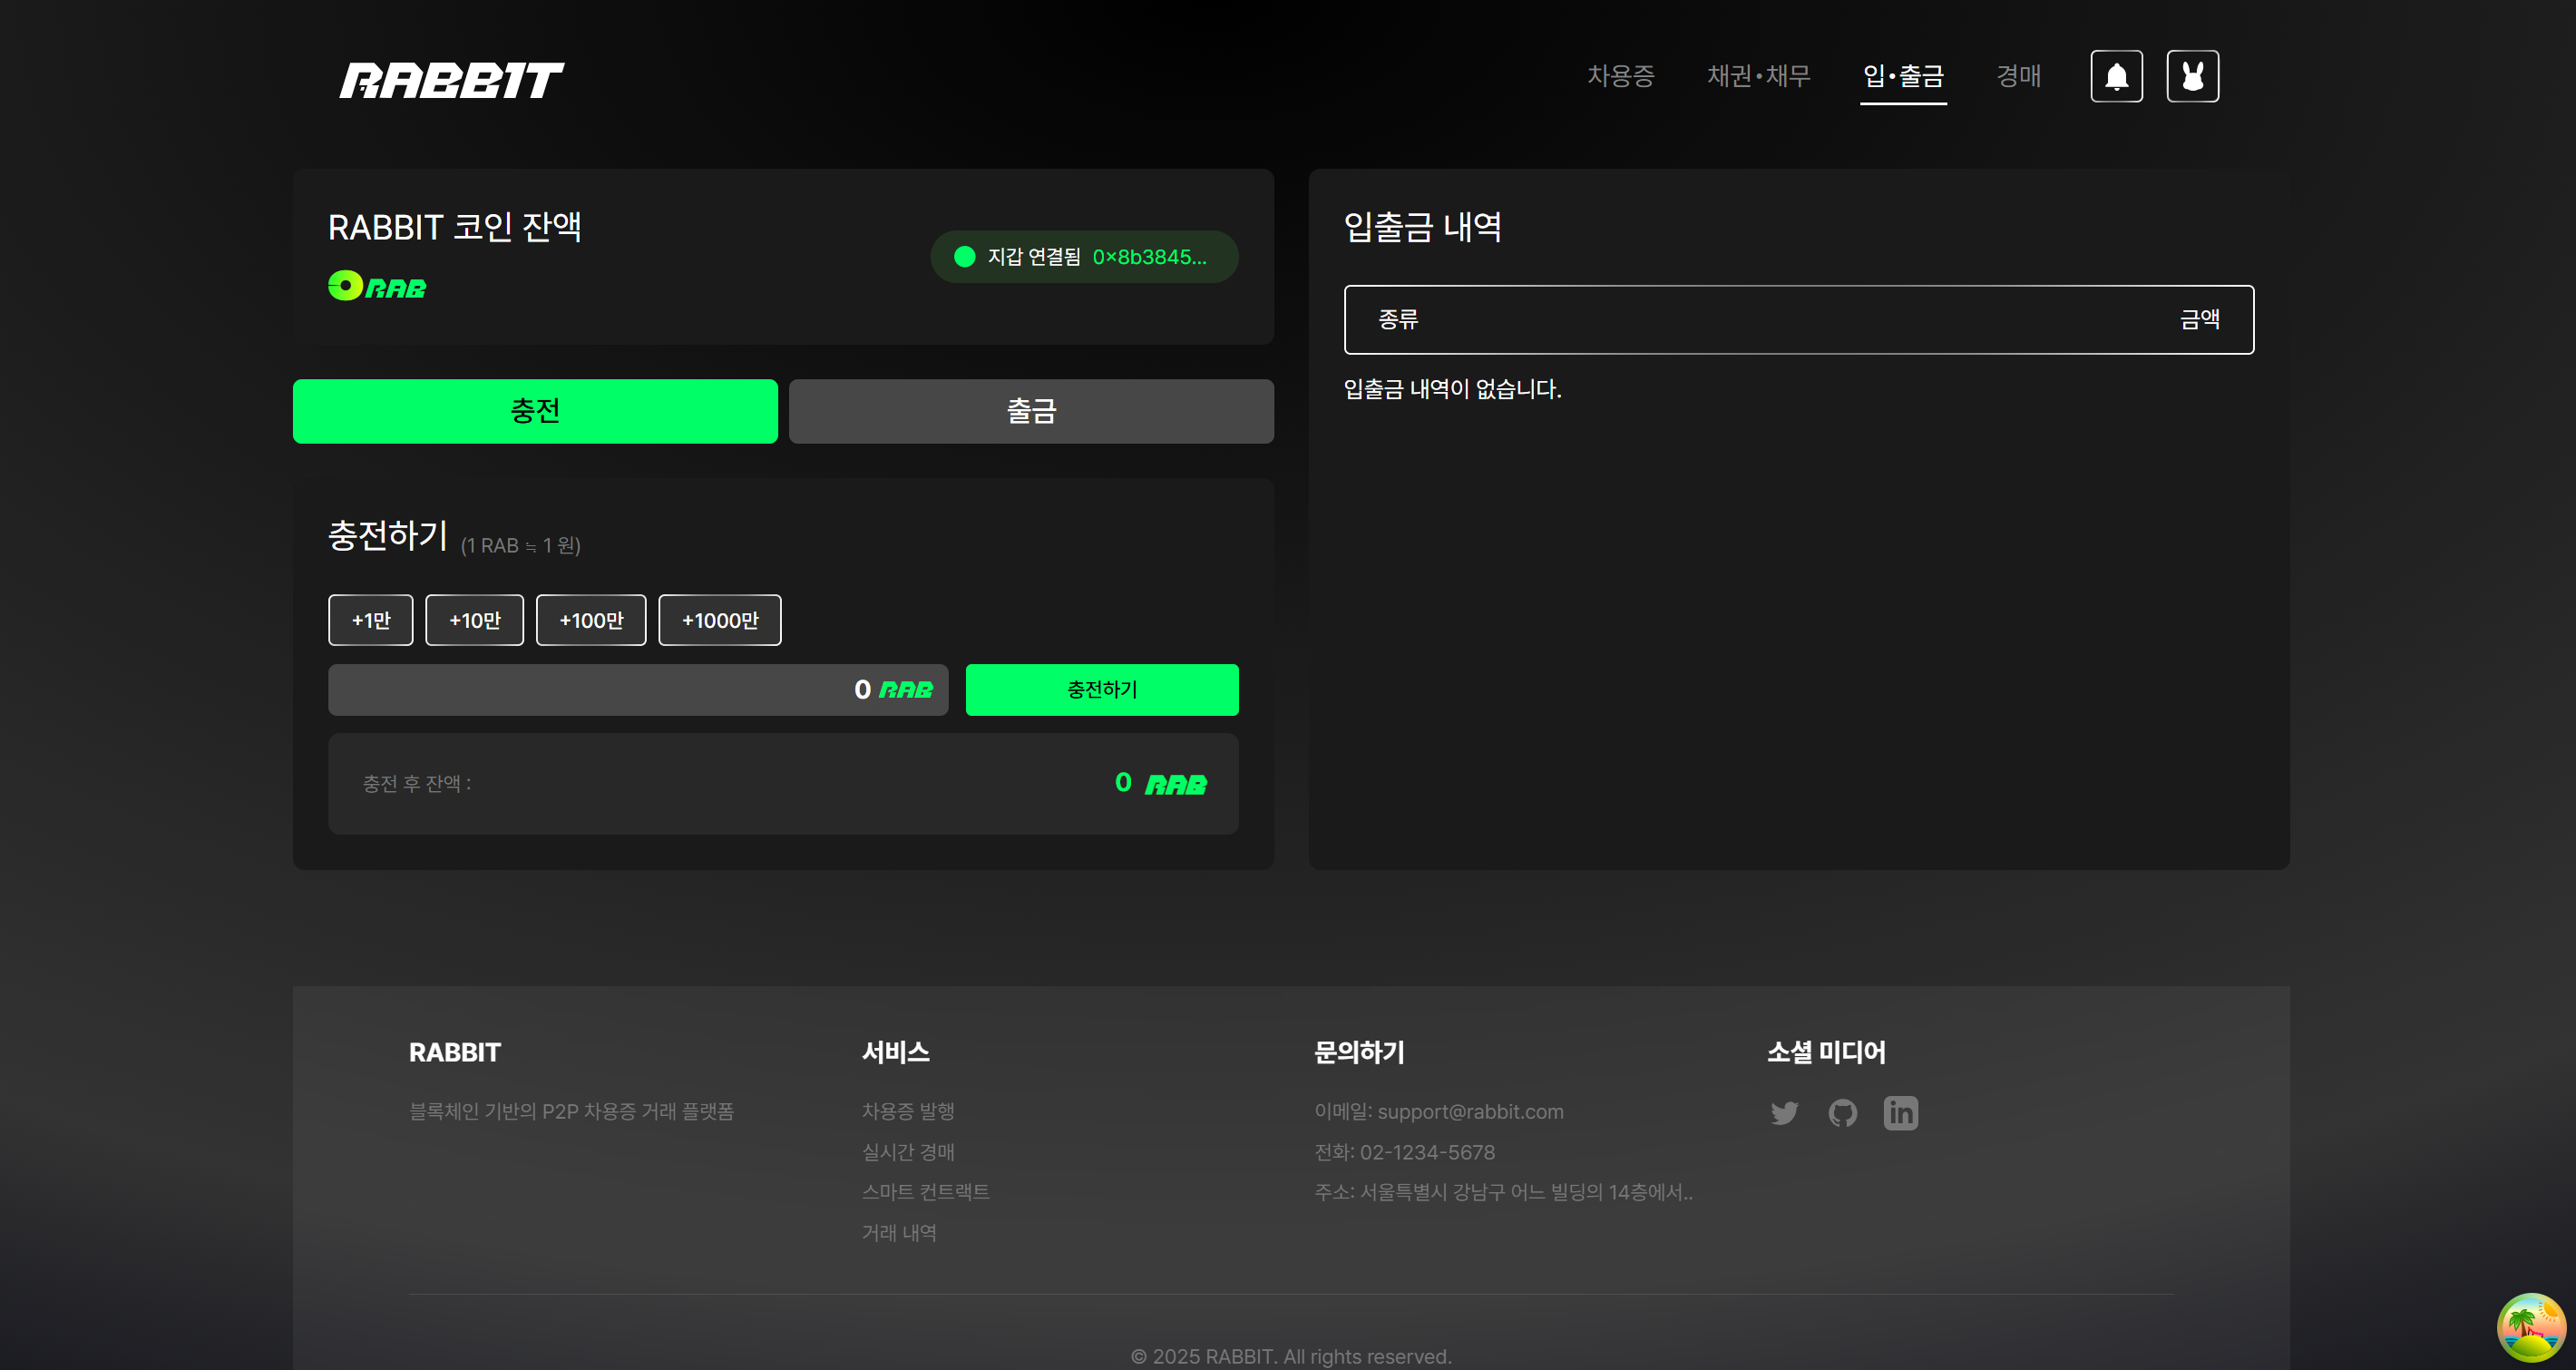 RABBIT
차용증 채권•채무 입•출금 경매
RABBIT 코인 잔액
지갑 연결됨 0x8b3845...
0 RAB
충전 출금
충전하기 (1 RAB ≒ 1 원)
+1만 +10만 +100만 +1000만
0 RAB 충전하기
충전 후 잔액 : 0 RAB
입출금 내역
종류 금액
입출금 내역이 없습니다.
RABBIT
블록체인 기반의 P2P 차용증 거래 플랫폼
서비스
차용증 발행
실시간 경매
스마트 컨트랙트
거래 내역
문의하기
이메일: support@rabbit.com
전화: 02-1234-5678
주소: 서울특별시 강남구 어느 빌딩의 14층에서..
소셜 미디어
in
© 2025 RABBIT. All rights reserved.